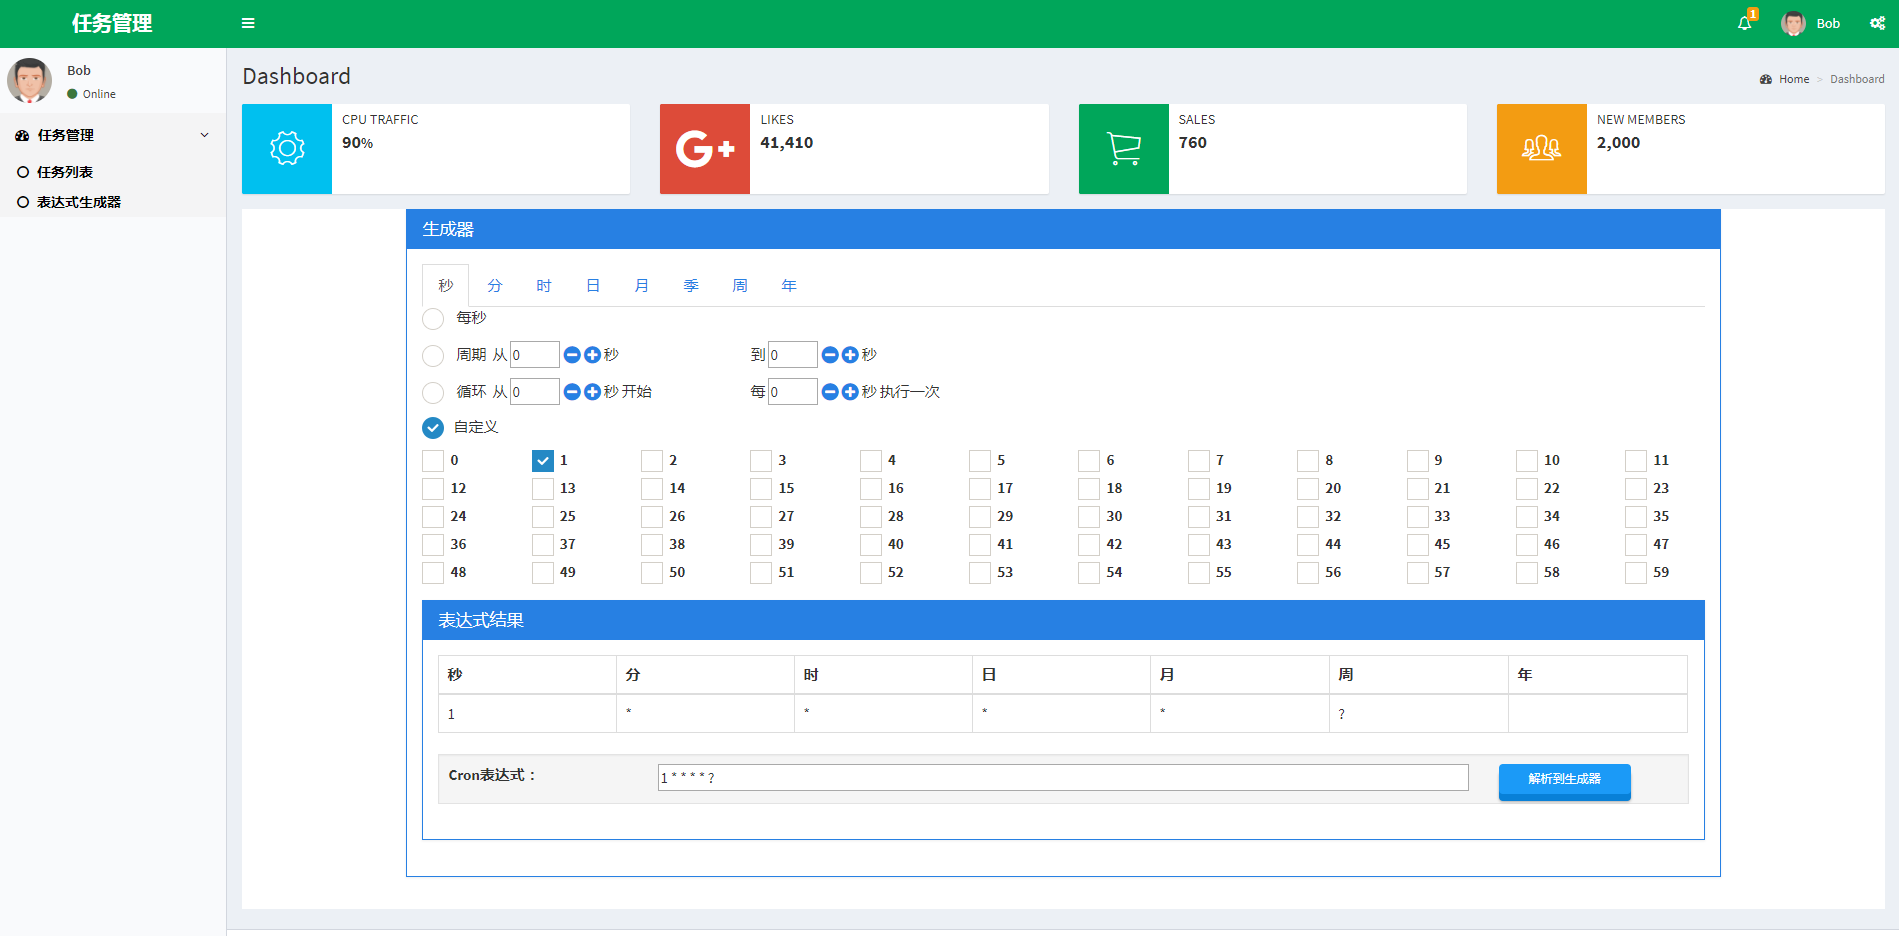 任务管理
1
Bob
Bob
Online
任务管理
任务列表
表达式生成器
Dashboard
Home > Dashboard
CPU TRAFFIC
90%
G+
LIKES
41,410
SALES
760
NEW MEMBERS
2,000
生成器
秒 分 时 日 月 季 周 年
每秒
周期 从 0 秒 到 0 秒
循环 从 0 秒 开始 每 0 秒 执行一次
自定义
0 1 2 3 4 5 6 7 8 9 10 11
12 13 14 15 16 17 18 19 20 21 22 23
24 25 26 27 28 29 30 31 32 33 34 35
36 37 38 39 40 41 42 43 44 45 46 47
48 49 50 51 52 53 54 55 56 57 58 59
表达式结果
秒 分 时 日 月 周 年
1 * * * * ?
Cron表达式： 1 * * * * ? 解析到生成器